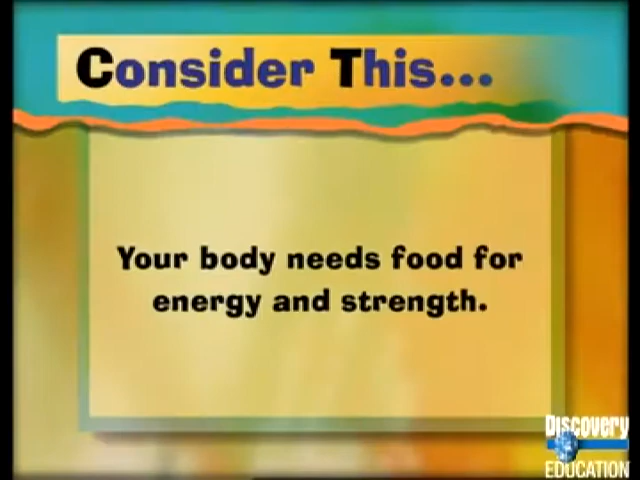 Consider This...
Your body needs food for
energy and strength.
Discovery
EDUCATION